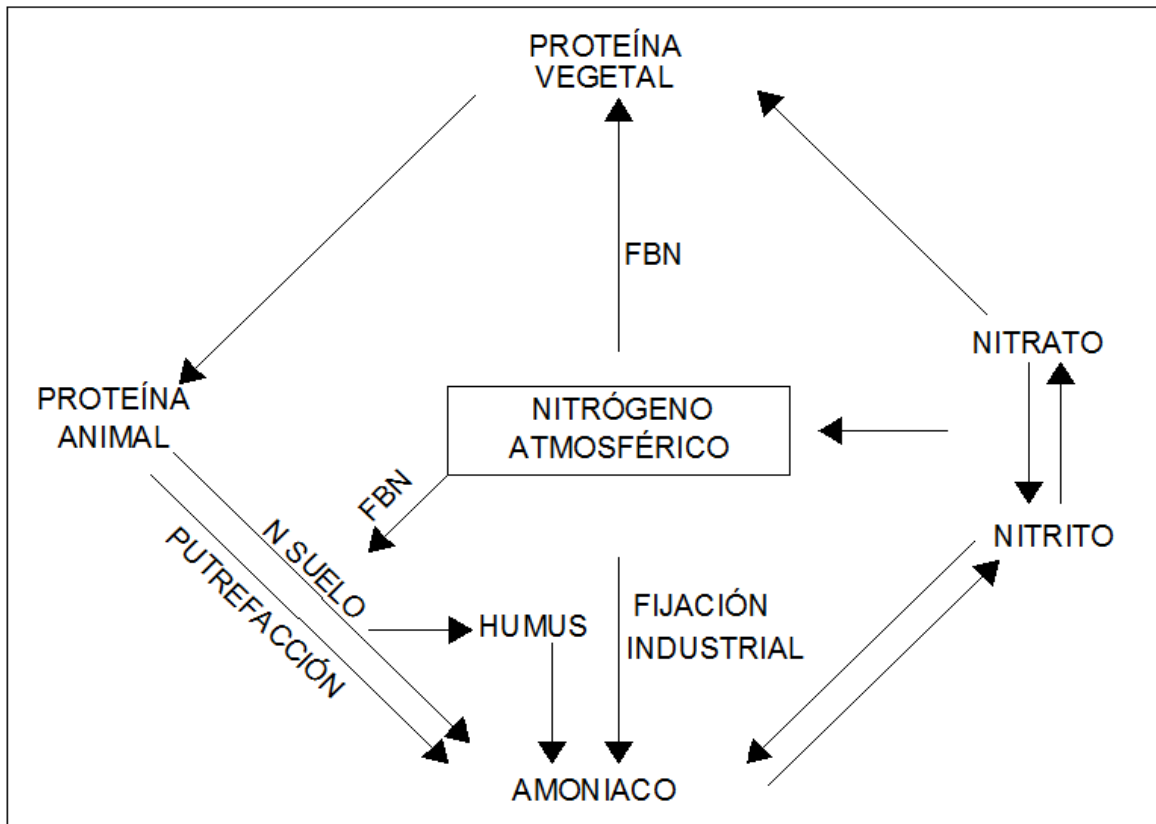 PROTEÍNA
VEGETAL
FBN
NITRATO
PROTEÍNA
ANIMAL
NITRÓGENO
ATMOSFÉRICO
FBN
NITRITO
N SUELO
PUTREFACCIÓN
HUMUS
FIJACIÓN
INDUSTRIAL
AMONIACO